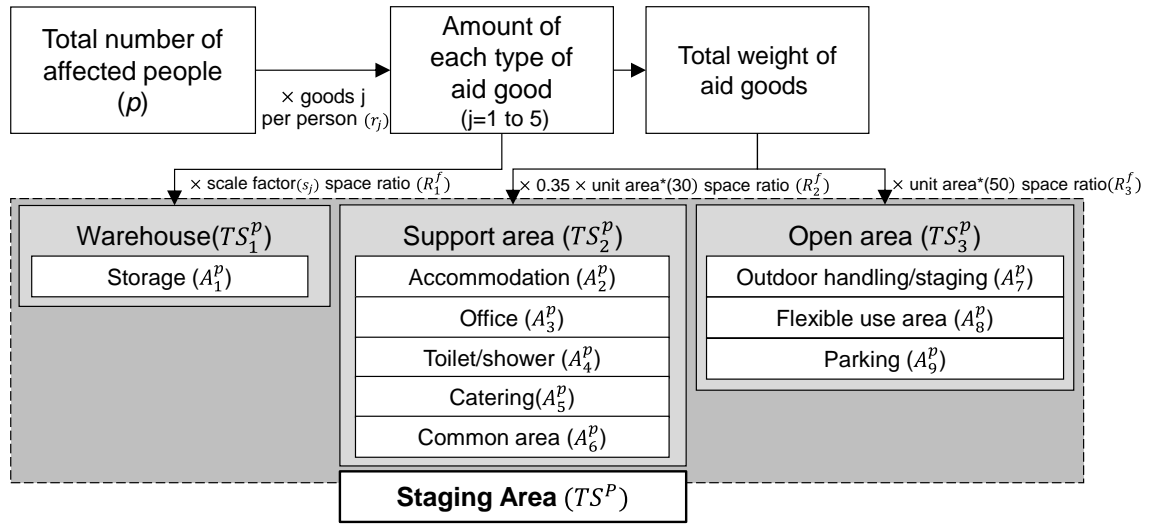 Total number of
affected people
(p)
× goods j
per person (r_j)
Amount of
each type of
aid good
(j=1 to 5)
Total weight of
aid goods
× scale factor(s_j) space ratio (R_1^f)
× 0.35 × unit area*(30) space ratio (R_2^f)
× unit area*(50) space ratio(R_3^f)
Warehouse(TS_1^p)
Storage (A_1^p)
Support area (TS_2^p)
Accommodation (A_2^p)
Office (A_3^p)
Toilet/shower (A_4^p)
Catering(A_5^p)
Common area (A_6^p)
Open area (TS_3^p)
Outdoor handling/staging (A_7^p)
Flexible use area (A_8^p)
Parking (A_9^p)
Staging Area (TS^P)